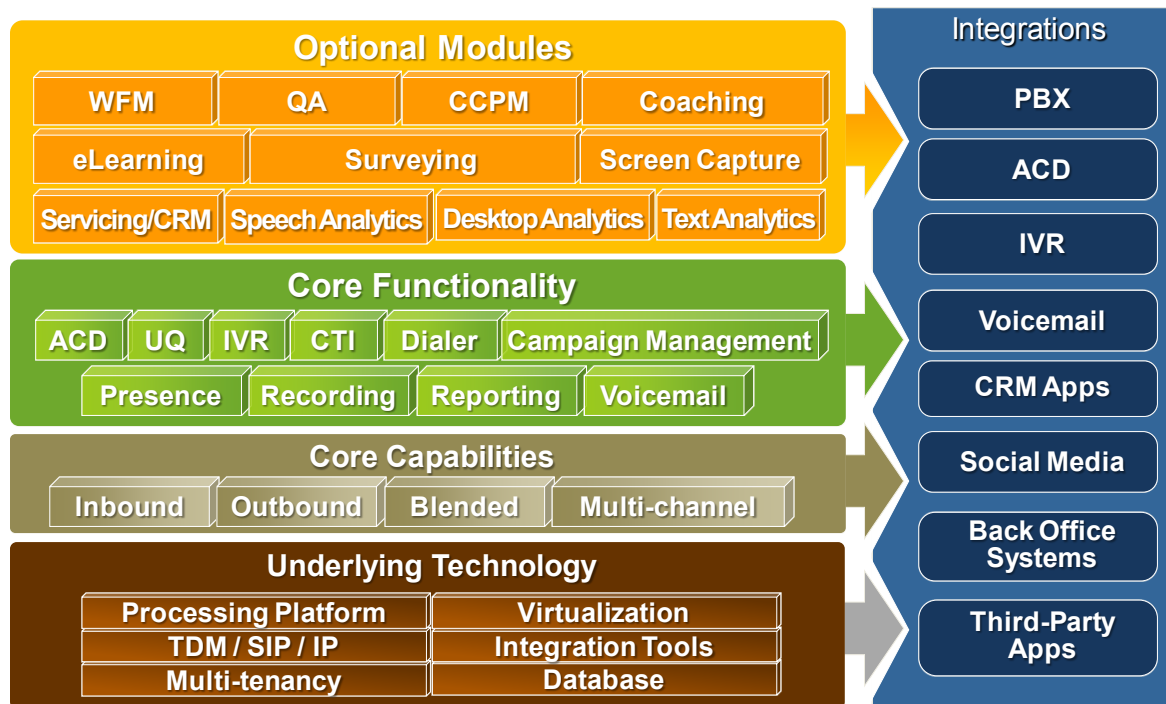 Optional Modules
WFM
QA
CCPM
Coaching
eLearning
Surveying
Screen Capture
Servicing/CRM
Speech Analytics
Desktop Analytics
Text Analytics
Core Functionality
ACD
UQ
IVR
CTI
Dialer
Campaign Management
Presence
Recording
Reporting
Voicemail
Core Capabilities
Inbound
Outbound
Blended
Multi-channel
Underlying Technology
Processing Platform
Virtualization
TDM / SIP / IP
Integration Tools
Multi-tenancy
Database
Integrations
PBX
ACD
IVR
Voicemail
CRM Apps
Social Media
Back Office
Systems
Third-Party
Apps